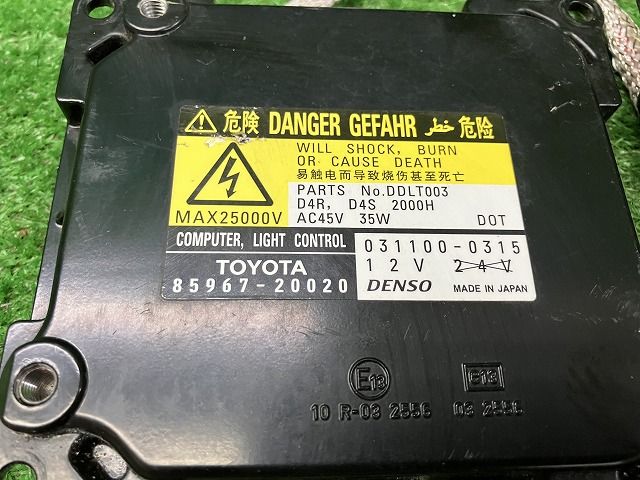 危険 DANGER GEFAHR خطر 危险
WILL SHOCK, BURN
OR CAUSE DEATH
易触电而导致烧伤甚至死亡
MAX25000V
PARTS No.DDLT003
D4R, D4S 2000H
AC45V 35W DOT
COMPUTER, LIGHT CONTROL
TOYOTA
85967-20020
031100-0315
12V 24V
DENSO MADE IN JAPAN
E13
10 R-03 2556
e13
03 2556